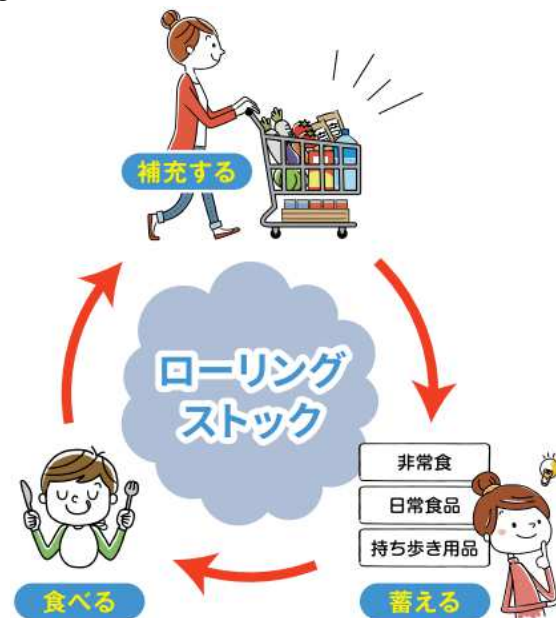 補充する
ローリング
ストック
非常食
日常食品
持ち歩き用品
食べる
蓄える